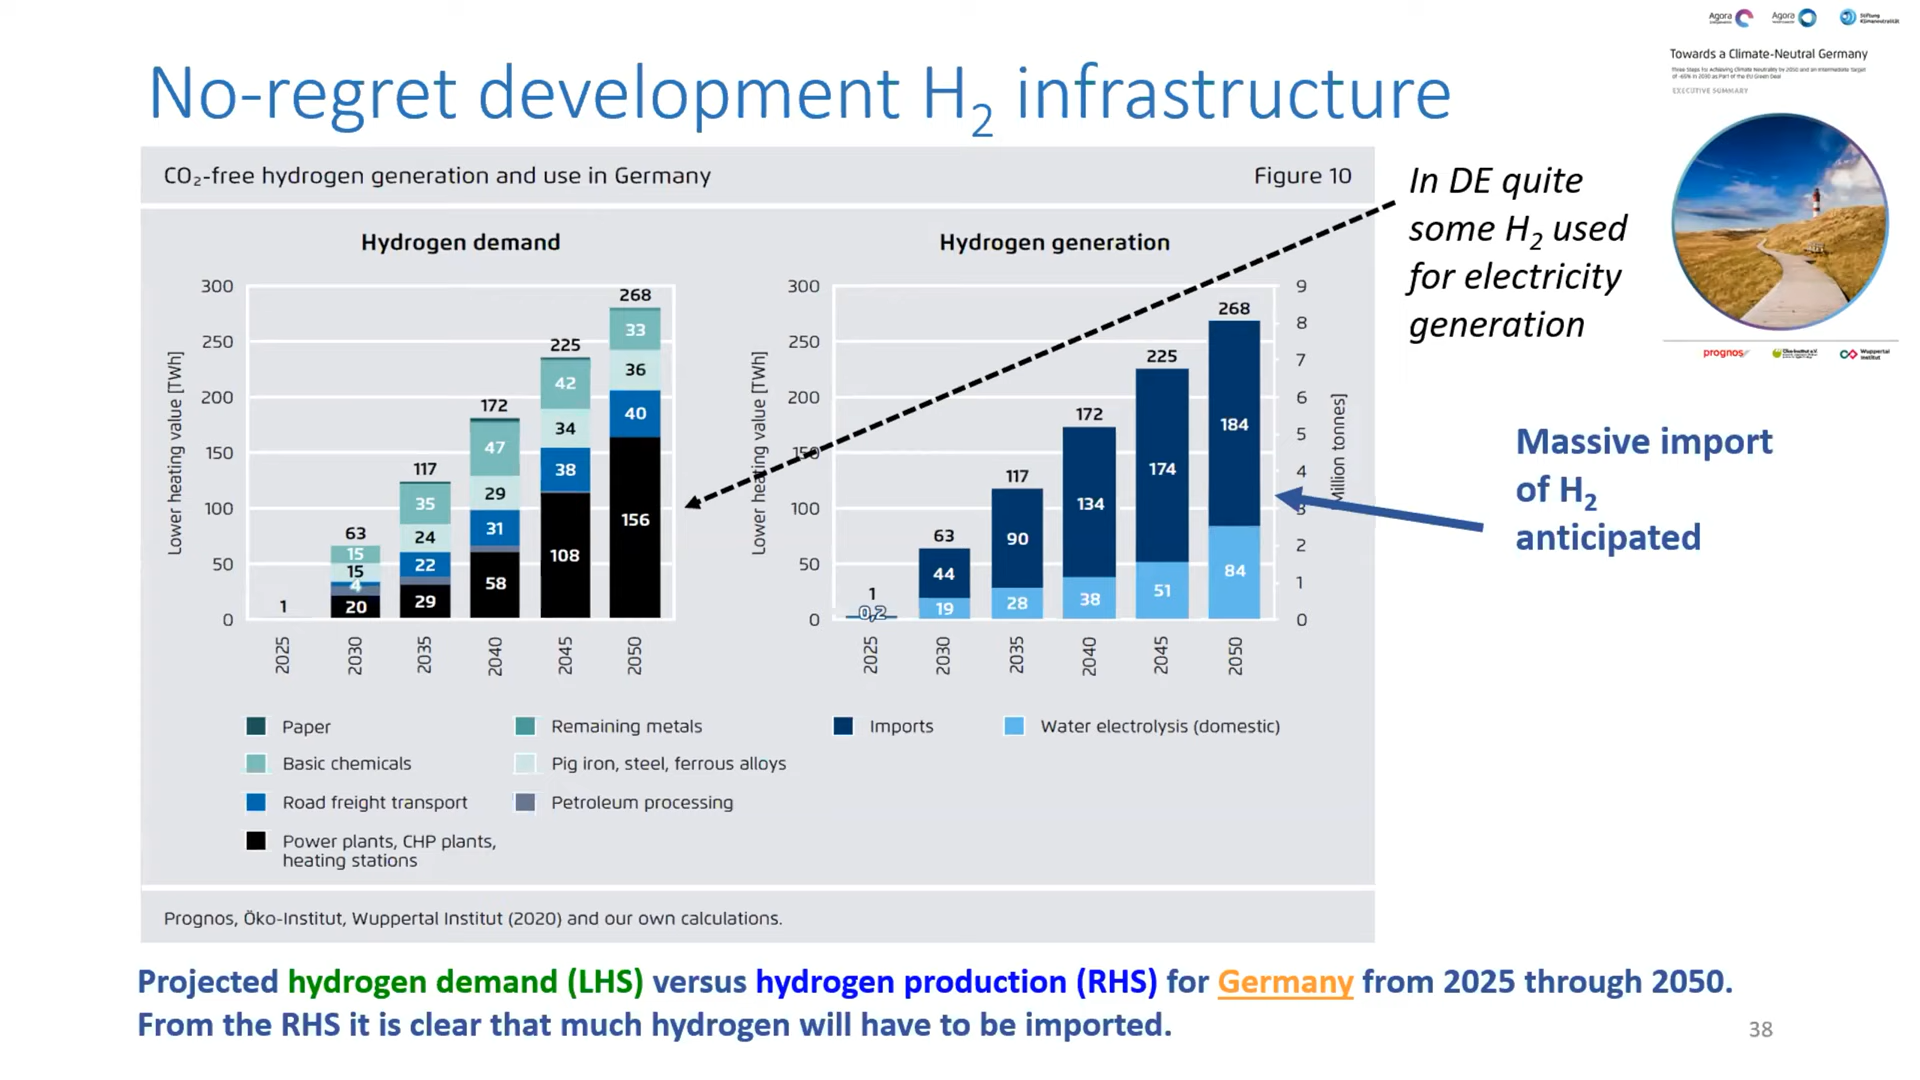 Agora
Agora
Stiftung
Klimaneutralität
Towards a Climate-Neutral Germany
EXECUTIVE SUMMARY
No-regret development H₂ infrastructure
CO₂-free hydrogen generation and use in Germany
Figure 10
Hydrogen demand
Lower heating value [TWh]
300
250
200
150
100
50
0
1
63
15
15
4
20
117
35
24
22
29
172
47
29
31
58
225
42
34
38
108
268
33
36
40
156
2025
2030
2035
2040
2045
2050
Paper
Remaining metals
Basic chemicals
Pig iron, steel, ferrous alloys
Road freight transport
Petroleum processing
Power plants, CHP plants,
heating stations
Hydrogen generation
Lower heating value [TWh]
300
250
200
150
100
50
0
1
0,2
63
44
19
117
90
28
172
134
38
225
174
51
268
184
84
9
8
7
6
5
4
3
2
1
0
Million tonnes]
2025
2030
2035
2040
2045
2050
Imports
Water electrolysis (domestic)
Prognos, Öko-Institut, Wuppertal Institut (2020) and our own calculations.
In DE quite
some H₂ used
for electricity
generation
prognos
Öko-Institut e.V.
Wuppertal
Institut
Massive import
of H₂
anticipated
Projected hydrogen demand (LHS) versus hydrogen production (RHS) for Germany from 2025 through 2050.
From the RHS it is clear that much hydrogen will have to be imported.
38